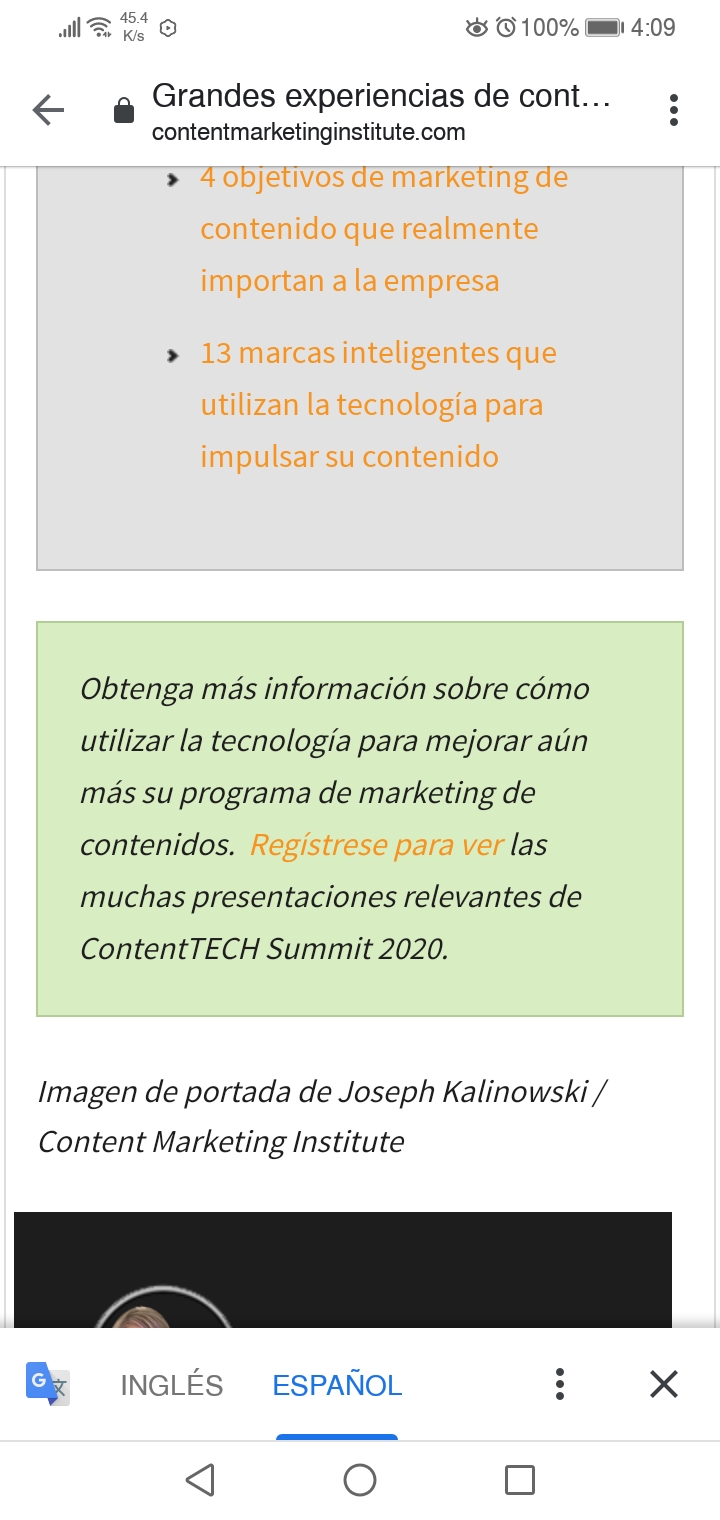 45.4
K/s
100%
4:09
Grandes experiencias de cont...
contentmarketinginstitute.com
4 objetivos de marketing de
contenido que realmente
importan a la empresa
13 marcas inteligentes que
utilizan la tecnología para
impulsar su contenido
Obtenga más información sobre cómo
utilizar la tecnología para mejorar aún
más su programa de marketing de
contenidos. Regístrese para ver las
muchas presentaciones relevantes de
ContentTECH Summit 2020.
Imagen de portada de Joseph Kalinowski /
Content Marketing Institute
G 文
INGLÉS
ESPAÑOL